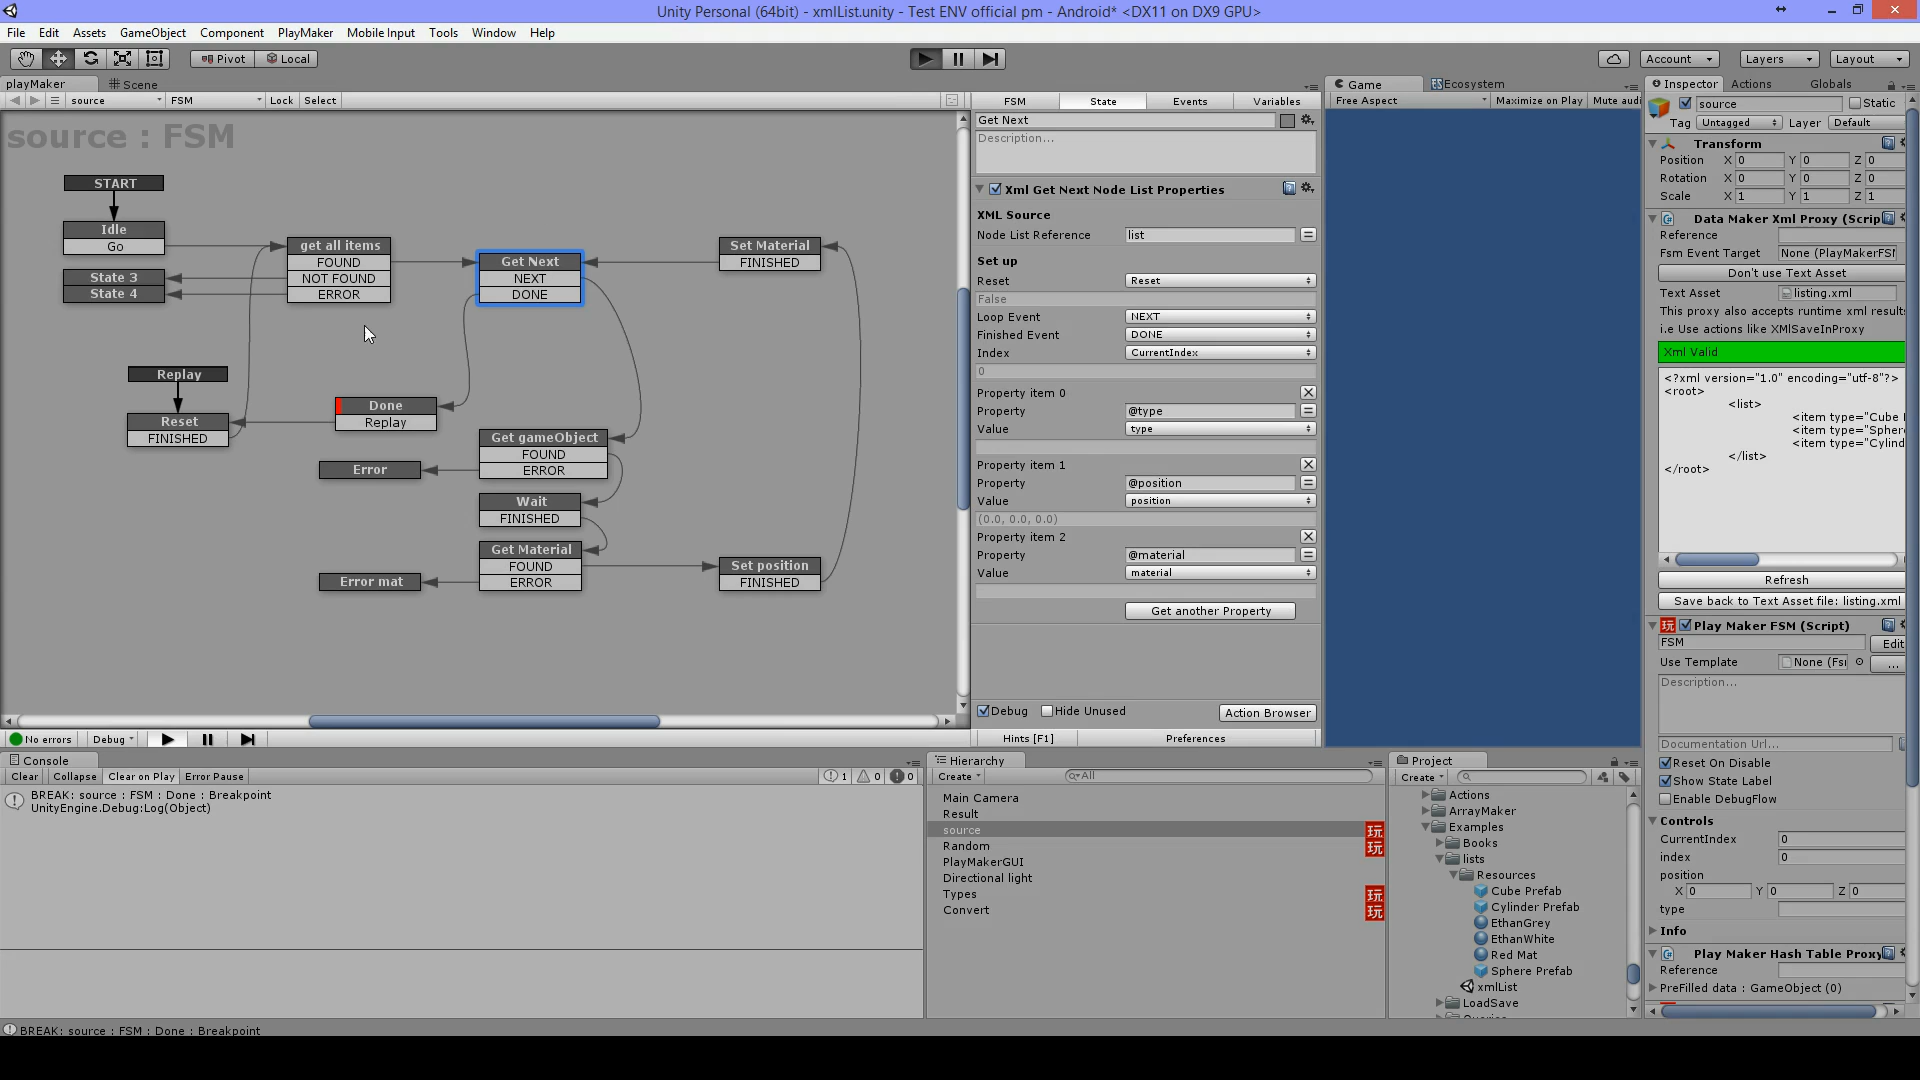 Unity Personal (64bit) - xmlList.unity - Test ENV official pm - Android* <DX11 on DX9 GPU>
File Edit Assets GameObject Component PlayMaker Mobile Input Tools Window Help
Pivot Local Account Layers Layout
playMaker Scene
source FSM Lock Select
source : FSM
START
Idle
Go
State 3
State 4
get all items
FOUND
NOT FOUND
ERROR
Get Next
NEXT
DONE
Set Material
FINISHED
Replay
Reset
FINISHED
Done
Replay
Get gameObject
FOUND
ERROR
Error
Wait
FINISHED
Get Material
FOUND
ERROR
Error mat
Set position
FINISHED
No errors Debug
FSM State Events Variables
Get Next
Description...
Xml Get Next Node List Properties
XML Source
Node List Reference list
Set up
Reset Reset
False
Loop Event NEXT
Finished Event DONE
Index CurrentIndex
0
Property item 0
Property @type
Value type
Property item 1
Property @position
Value position
(0.0, 0.0, 0.0)
Property item 2
Property @material
Value material
Get another Property
Debug Hide Unused Action Browser
Hints [F1] Preferences
Game Ecosystem
Free Aspect Maximize on Play Mute audi
Inspector Actions Globals
source Static
Tag Untagged Layer Default
Transform
Position X 0 Y 0 Z 0
Rotation X 0 Y 0 Z 0
Scale X 1 Y 1 Z 1
Data Maker Xml Proxy (Scrip
Reference
Fsm Event Target None (PlayMakerFS
Don't use Text Asset
Text Asset listing.xml
This proxy also accepts runtime xml results
i.e Use actions like XMlSaveInProxy
Xml Valid
<?xml version="1.0" encoding="utf-8"?>
<root>
<list>
<item type="Cube
<item type="Sphere
<item type="Cylind
</list>
</root>
Refresh
Save back to Text Asset file: listing.xml
玩 Play Maker FSM (Script)
FSM Edit
Use Template None (Fsr ...
Description...
Documentation Url...
Reset On Disable
Show State Label
Enable DebugFlow
Controls
CurrentIndex 0
index 0
position
X 0 Y 0 Z 0
type
Info
Play Maker Hash Table Proxy
Reference
PreFilled data : GameObject (0)
Console
Clear Collapse Clear on Play Error Pause 1 0 0
BREAK: source : FSM : Done : Breakpoint
UnityEngine.Debug:Log(Object)
Hierarchy
Create All
Main Camera
Result
source 玩
Random 玩
PlayMakerGUI
Directional light
Types 玩
Convert 玩
Project
Create
Actions
ArrayMaker
Examples
Books
lists
Resources
Cube Prefab
Cylinder Prefab
EthanGrey
EthanWhite
Red Mat
Sphere Prefab
xmlList
LoadSave
BREAK: source : FSM : Done : Breakpoint